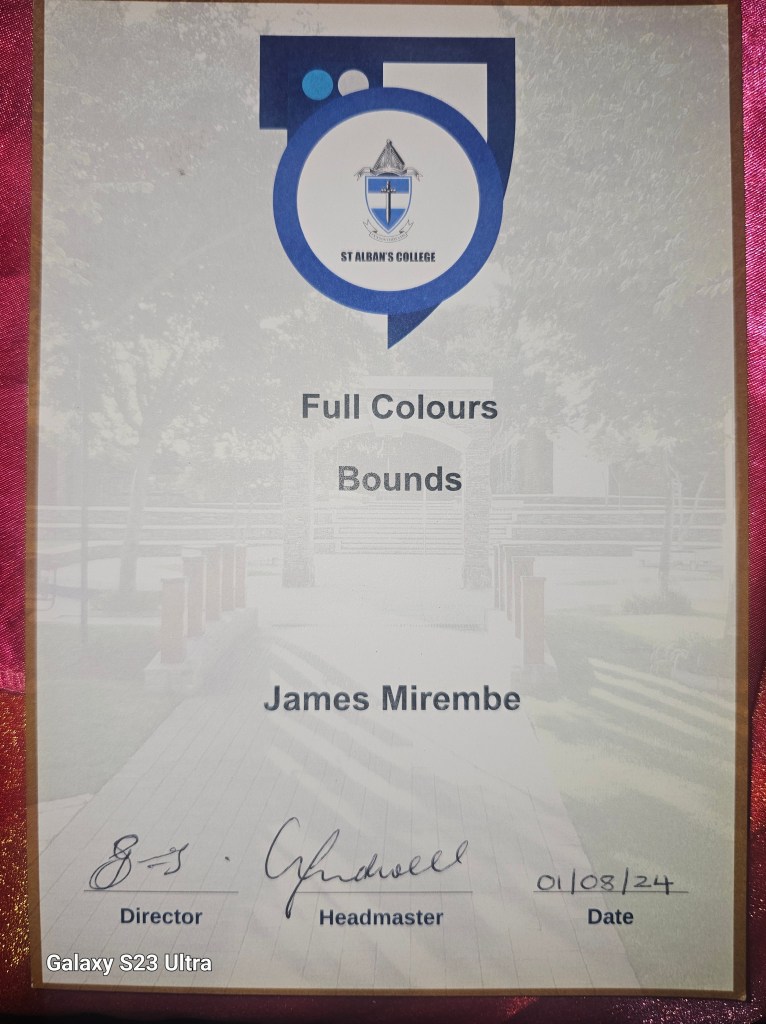 ST ALBAN'S COLLEGE
Full Colours
Bounds
James Mirembe
01/08/24
Director Headmaster Date
Galaxy S23 Ultra